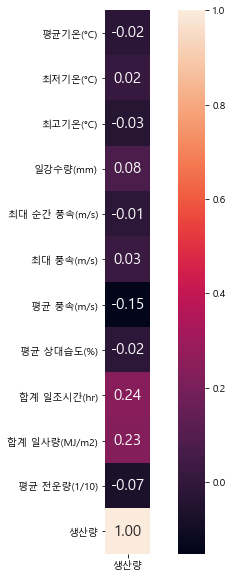 평균기온(°C) -0.02
최저기온(°C) 0.02
최고기온(°C) -0.03
일강수량(mm) 0.08
최대 순간 풍속(m/s) -0.01
최대 풍속(m/s) 0.03
평균 풍속(m/s) -0.15
평균 상대습도(%) -0.02
합계 일조시간(hr) 0.24
합계 일사량(MJ/m2) 0.23
평균 전운량(1/10) -0.07
생산량 1.00
생산량
1.0
0.8
0.6
0.4
0.2
0.0